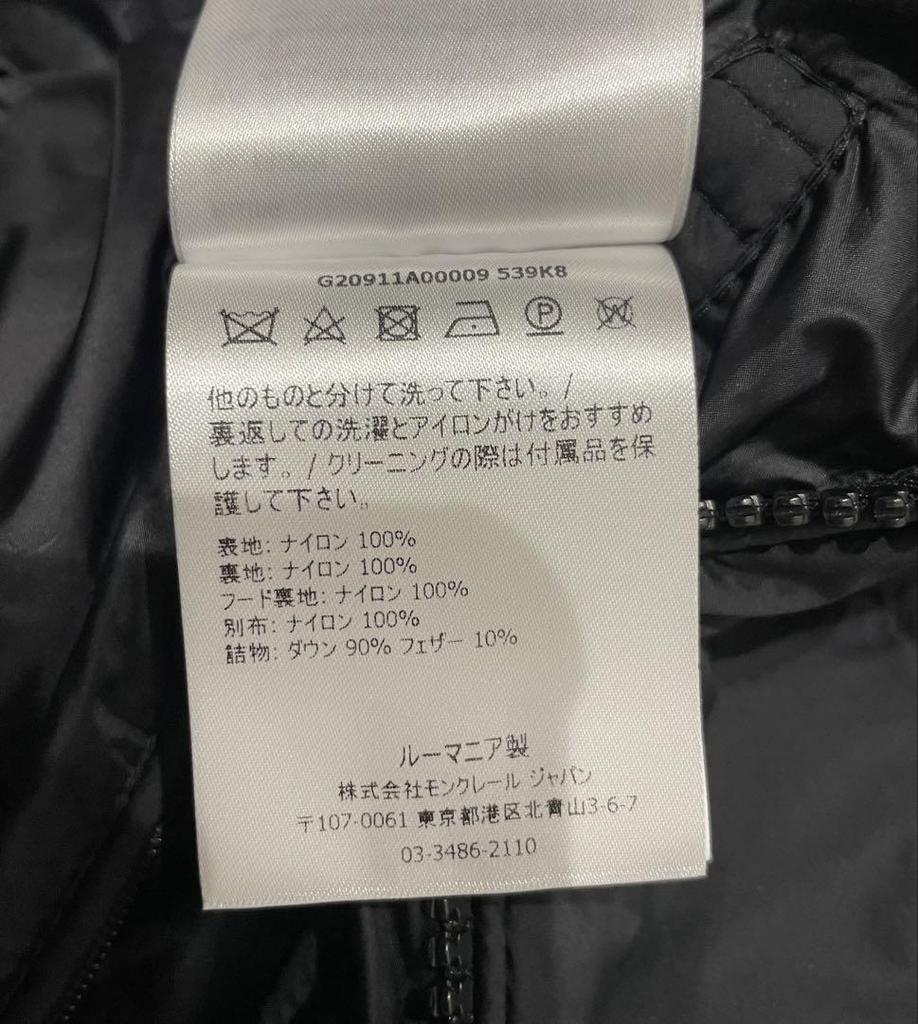 G20911A00009 539K8
P W
他のものと分けて洗って下さい。/
裏返しての洗濯とアイロンがけをおすすめ
します。/ クリーニングの際は付属品を保
護して下さい。
表地: ナイロン 100%
裏地: ナイロン 100%
フード裏地: ナイロン 100%
別布: ナイロン 100%
詰物: ダウン 90% フェザー 10%
ルーマニア製
株式会社モンクレール ジャパン
〒107-0061 東京都港区北青山3-6-7
03-3486-2110